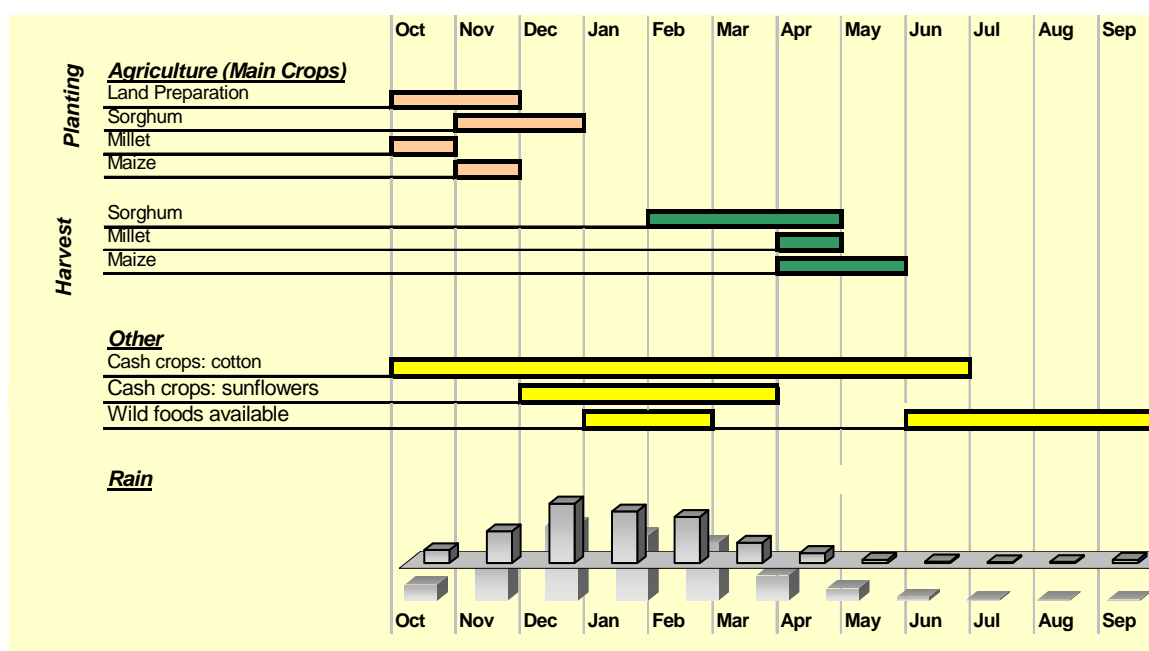 Oct Nov Dec Jan Feb Mar Apr May Jun Jul Aug Sep
Planting
Agriculture (Main Crops)
Land Preparation
Sorghum
Millet
Maize
Harvest
Sorghum
Millet
Maize
Other
Cash crops: cotton
Cash crops: sunflowers
Wild foods available
Rain
Oct Nov Dec Jan Feb Mar Apr May Jun Jul Aug Sep